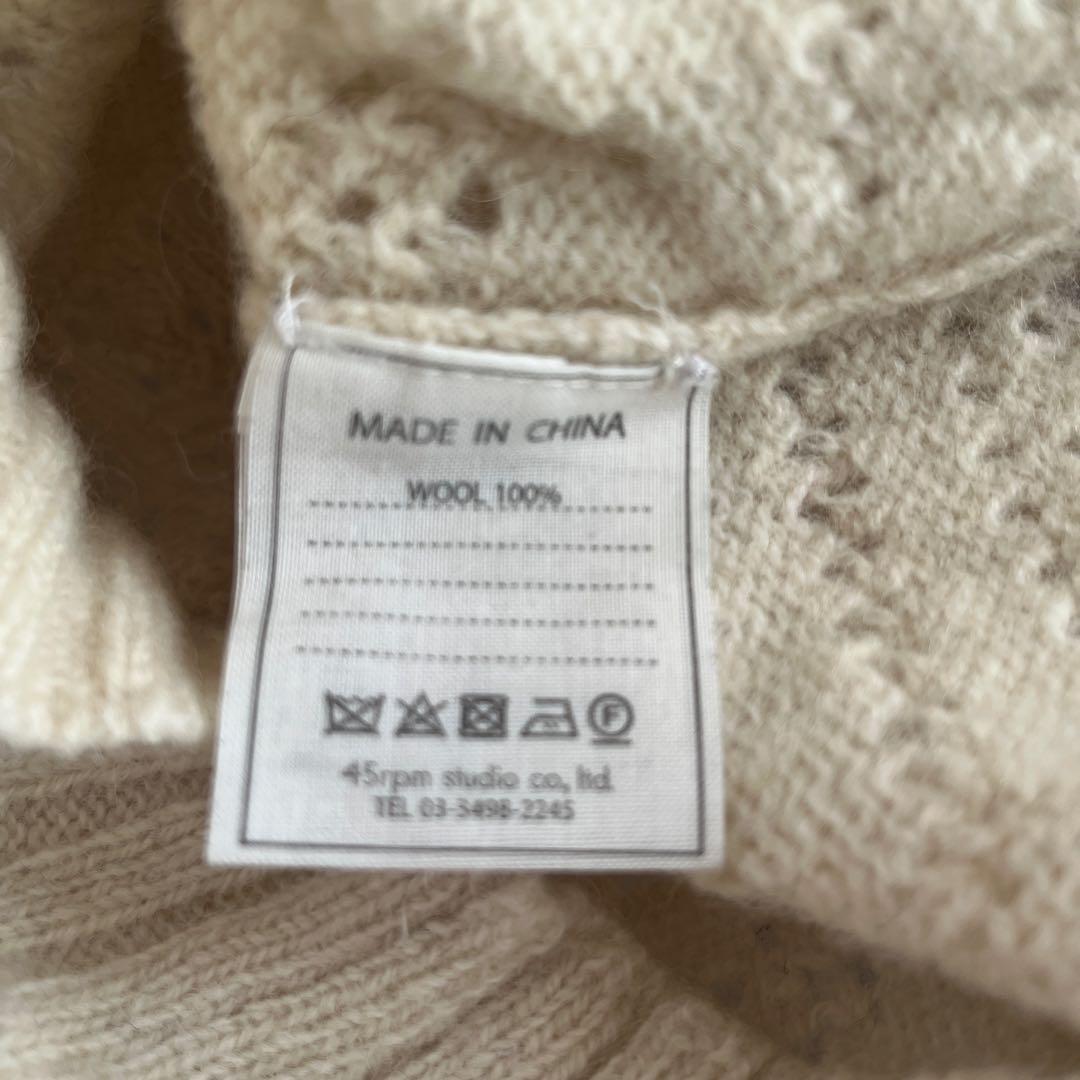 MADE IN CHINA
WOOL 100%
F
45rpm studio co., ltd.
TEL 03-3498-2245